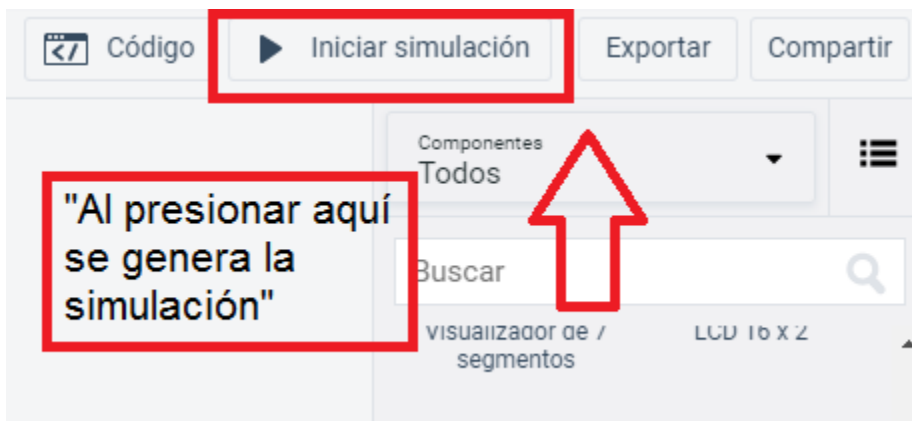 Código
Iniciar simulación
Exportar
Compartir
Componentes
Todos
"Al presionar aquí
se genera la
simulación"
Buscar
Visualizador de 7
segmentos
LCD 16 x 2